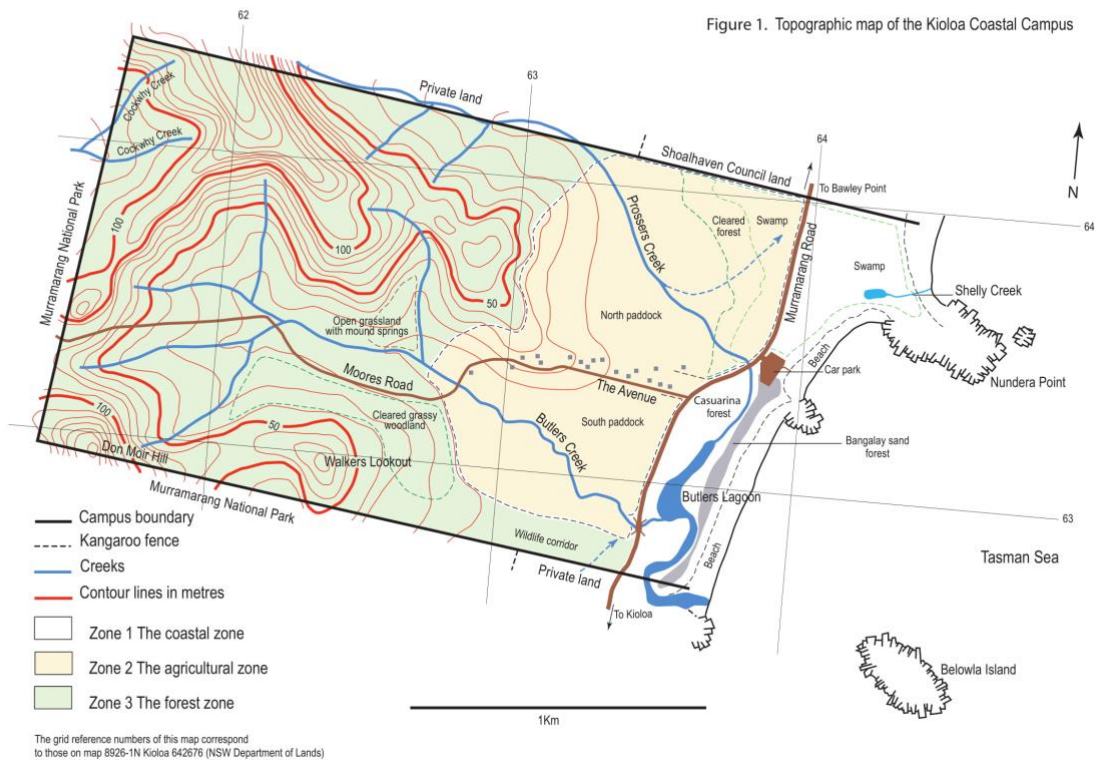 Figure 1. Topographic map of the Kioloa Coastal Campus
62
63
64
Private land
Cockwhy Creek
Cockwhy Creek
Shoalhaven Council land
To Bawley Point
N
Murramarang National Park
100
100
50
Prossers Creek
Cleared
forest
Swamp
Murramarang Road
64
Swamp
Shelly Creek
North paddock
Open grassland
with mound springs
Beach
Car park
Nundera Point
Moores Road
The Avenue
Casuarina
forest
100
50
Cleared grassy
woodland
South paddock
Butlers Creek
Bangalay sand
forest
Don Moir Hill
Walkers Lookout
Murramarang National Park
Butlers Lagoon
63
Wildlife corridor
Beach
Tasman Sea
Private land
To Kioloa
Belowla Island
Campus boundary
Kangaroo fence
Creeks
Contour lines in metres
Zone 1 The coastal zone
Zone 2 The agricultural zone
Zone 3 The forest zone
1Km
The grid reference numbers of this map correspond
to those on map 8926-1N Kioloa 642676 (NSW Department of Lands)